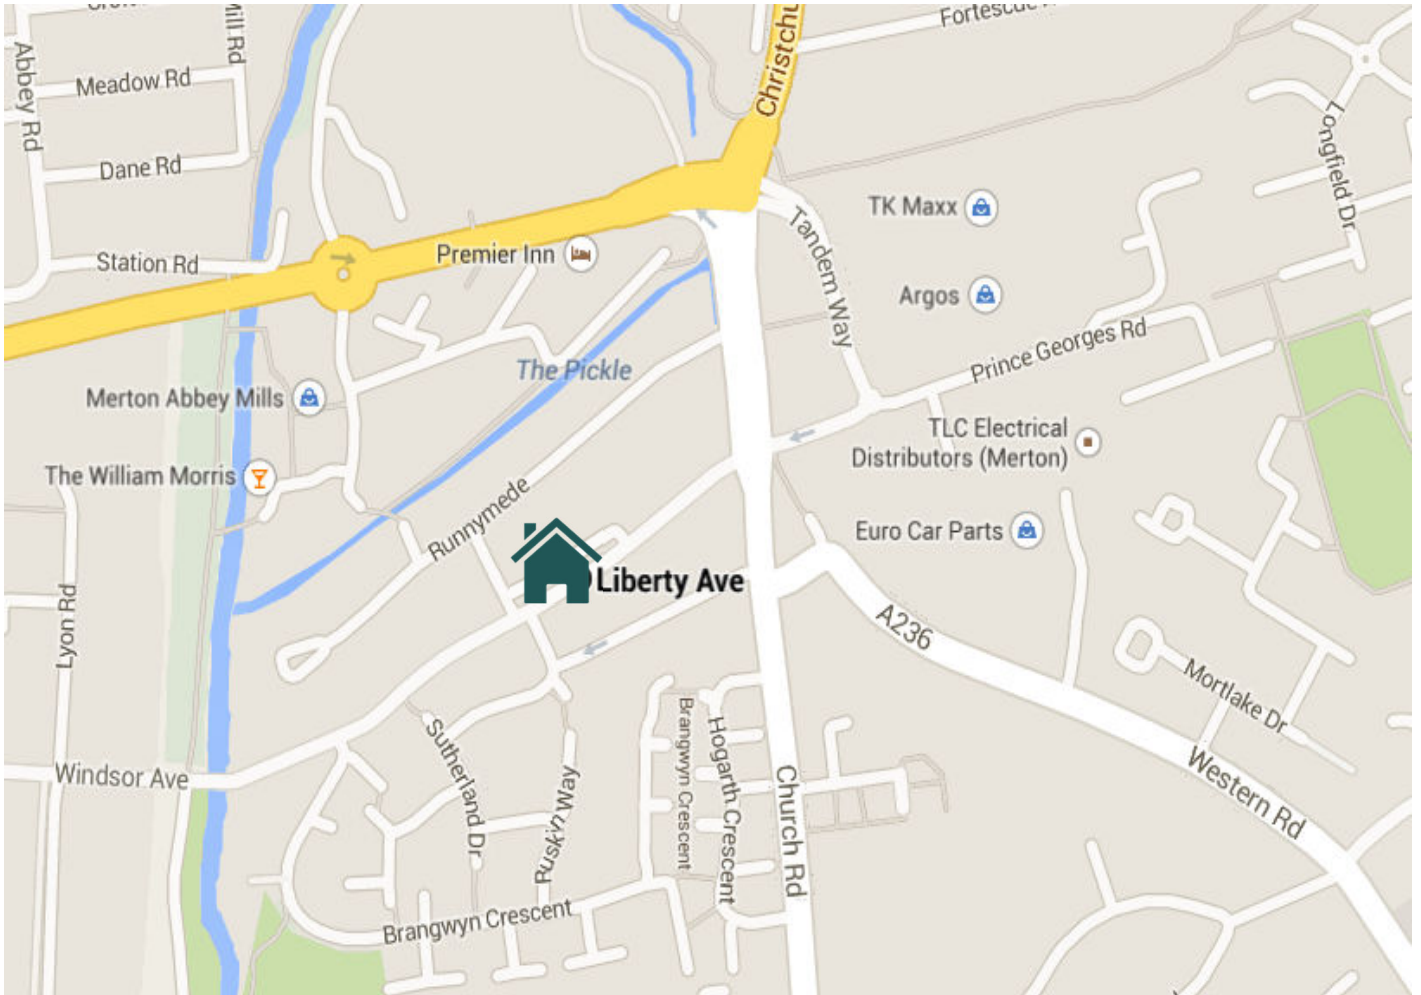 Mill Rd
Abbey Rd
Meadow Rd
Dane Rd
Station Rd
Christchu
Fortescue
Longfield Dr
TK Maxx
Tandem Way
Premier Inn
Argos
Prince Georges Rd
The Pickle
Merton Abbey Mills
TLC Electrical
Distributors (Merton)
The William Morris
Runnymede
Euro Car Parts
Liberty Ave
A236
Lyon Rd
Mortlake Dr
Sutherland Dr
Ruskin Way
Brangwyn Crescent
Hogarth Crescent
Church Rd
Windsor Ave
Western Rd
Brangwyn Crescent